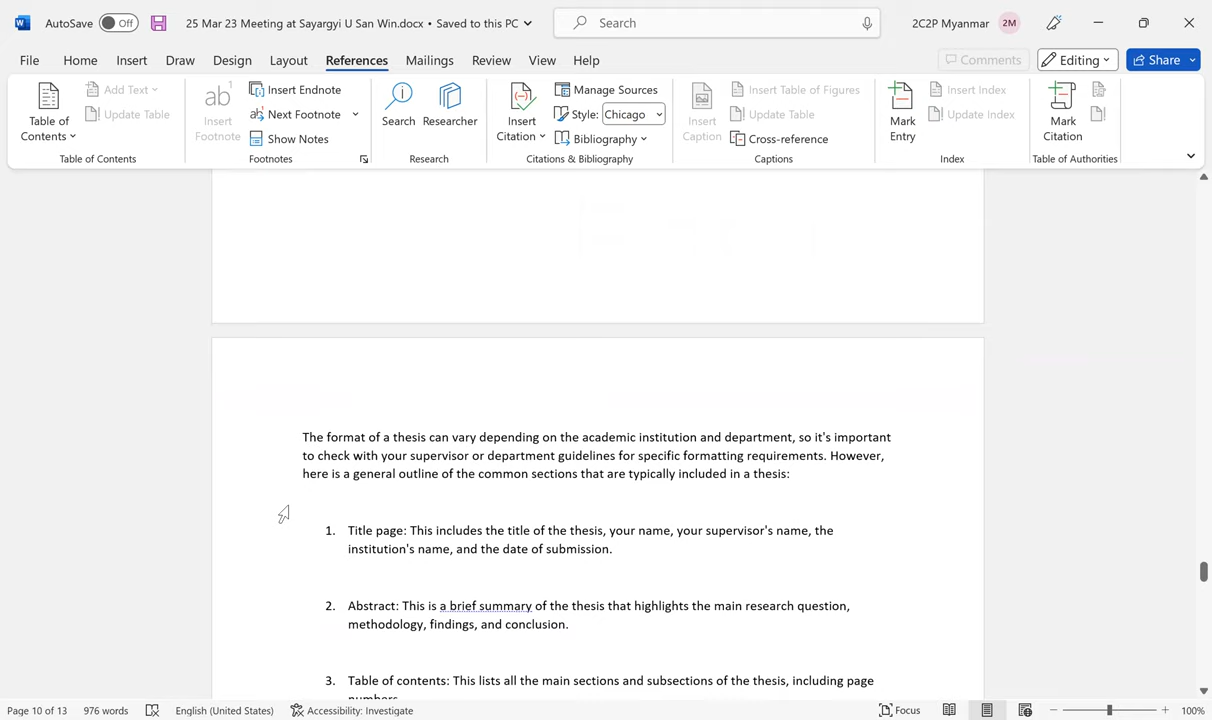 AutoSave Off 25 Mar 23 Meeting at Sayargyi U San Win.docx • Saved to this PC Search 2C2P Myanmar 2M
File Home Insert Draw Design Layout References Mailings Review View Help Comments Editing Share
Table of Contents
Add Text
Update Table
Table of Contents
ab
Insert Footnote
Insert Endnote
ab Next Footnote
Show Notes
Footnotes
Search
Researcher
Research
Insert Citation
Manage Sources
Style: Chicago
Bibliography
Citations & Bibliography
Insert Caption
Insert Table of Figures
Update Table
Cross-reference
Captions
Mark Entry
Insert Index
Update Index
Index
Mark Citation
Table of Authorities
The format of a thesis can vary depending on the academic institution and department, so it's important
to check with your supervisor or department guidelines for specific formatting requirements. However,
here is a general outline of the common sections that are typically included in a thesis:
1. Title page: This includes the title of the thesis, your name, your supervisor's name, the
institution's name, and the date of submission.
2. Abstract: This is a brief summary of the thesis that highlights the main research question,
methodology, findings, and conclusion.
3. Table of contents: This lists all the main sections and subsections of the thesis, including page
numbers
Page 10 of 13 976 words English (United States) Accessibility: Investigate Focus 100%